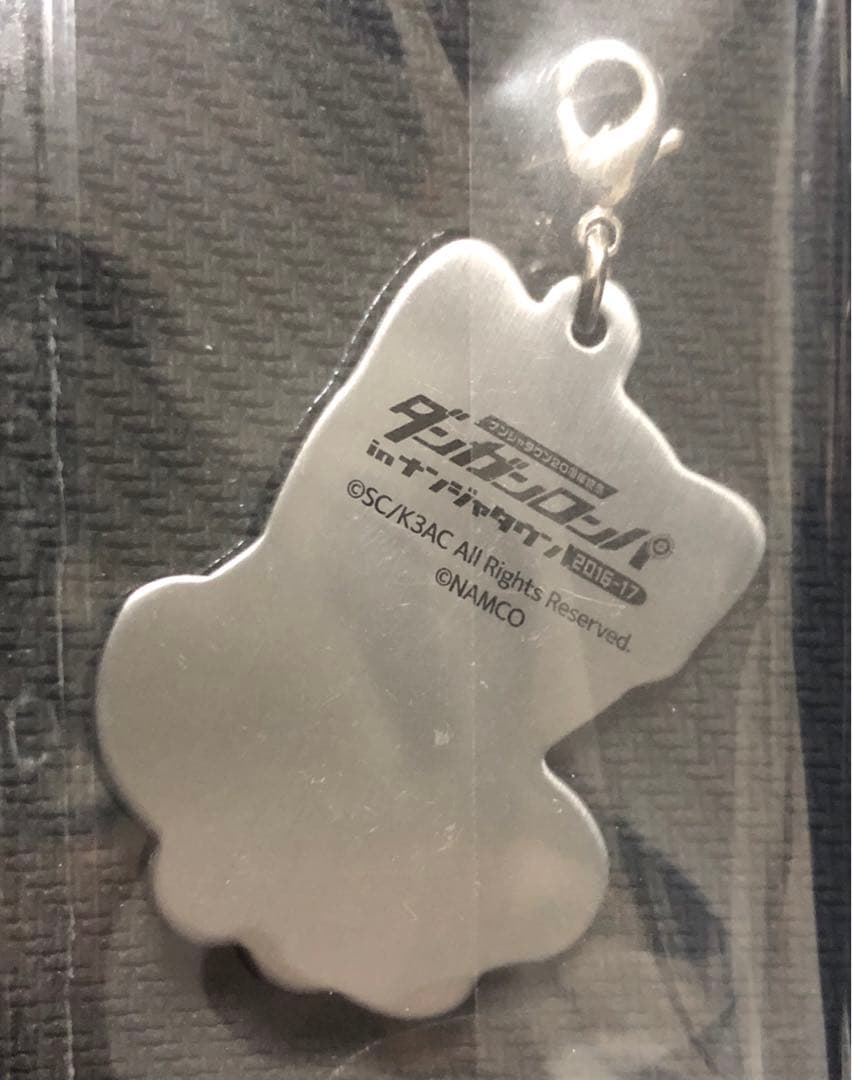 ナンジャタウン20周年記念
ダンガンロンパ
inナンジャタウン 2016-17
©SC/K3AC All Rights Reserved.
©NAMCO